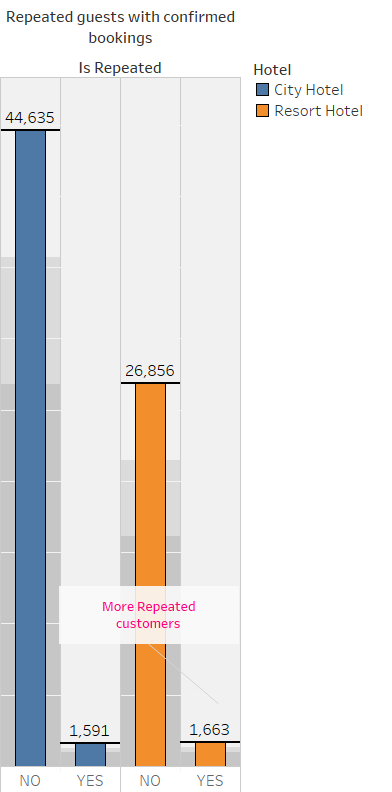 Repeated guests with confirmed
bookings
Is Repeated
Hotel
City Hotel
Resort Hotel
44,635
26,856
More Repeated
customers
1,591
1,663
NO
YES
NO
YES